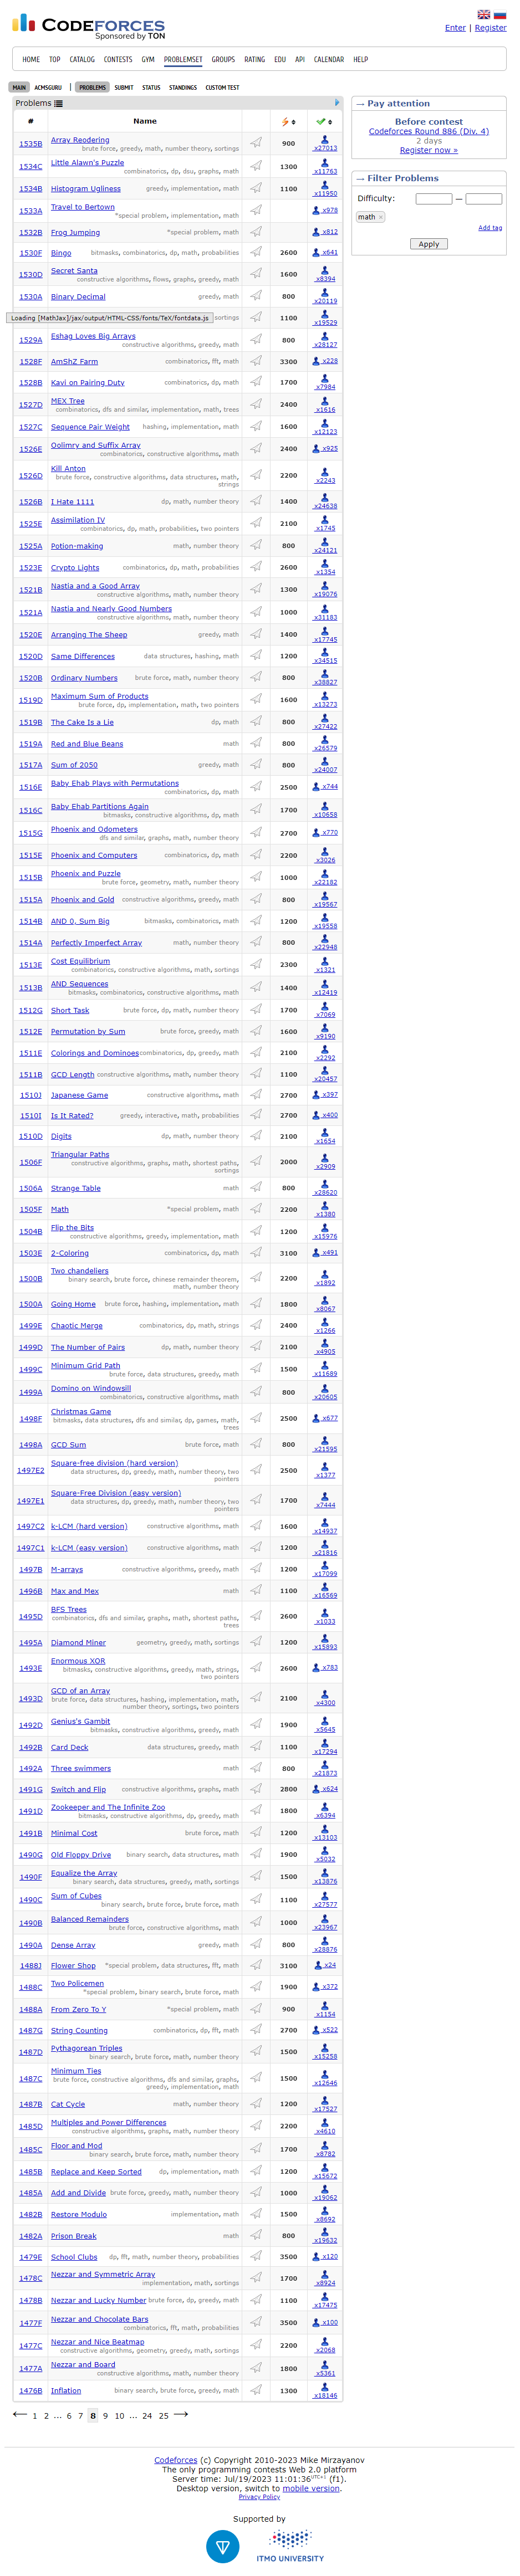 CODEFORCES
Sponsored by TON
Enter | Register
HOME TOP CATALOG CONTESTS GYM PROBLEMSET GROUPS RATING EDU API CALENDAR HELP
MAIN ACMSGURU | PROBLEMS SUBMIT STATUS STANDINGS CUSTOM TEST
Problems
→ Pay attention
Before contest
Codeforces Round 886 (Div. 4)
2 days
Register now »
→ Filter Problems
Difficulty: —
math ×
Add tag
Apply
# Name
1535B Array Reodering 900 x27013
brute force, greedy, math, number theory, sortings
1534C Little Alawn's Puzzle 1300 x11763
combinatorics, dp, dsu, graphs, math
1534B Histogram Ugliness greedy, implementation, math 1100 x11950
1533A Travel to Bertown x978
*special problem, implementation, math
1532B Frog Jumping *special problem, math x812
1530F Bingo bitmasks, combinatorics, dp, math, probabilities 2600 x641
1530D Secret Santa 1600 x8394
constructive algorithms, flows, graphs, greedy, math
1530A Binary Decimal greedy, math 800 x20119
Loading [MathJax]/jax/output/HTML-CSS/fonts/TeX/fontdata.js sortings 1100 x19529
1529A Eshag Loves Big Arrays 800 x28127
constructive algorithms, greedy, math
1528F AmShZ Farm combinatorics, fft, math 3300 x228
1528B Kavi on Pairing Duty combinatorics, dp, math 1700 x7984
1527D MEX Tree 2400 x1616
combinatorics, dfs and similar, implementation, math, trees
1527C Sequence Pair Weight hashing, implementation, math 1600 x12123
1526E Oolimry and Suffix Array 2400 x925
combinatorics, constructive algorithms, math
1526D Kill Anton 2200 x2243
brute force, constructive algorithms, data structures, math,
strings
1526B I Hate 1111 dp, math, number theory 1400 x24638
1525E Assimilation IV 2100 x1745
combinatorics, dp, math, probabilities, two pointers
1525A Potion-making math, number theory 800 x24121
1523E Crypto Lights combinatorics, dp, math, probabilities 2600 x1354
1521B Nastia and a Good Array 1300 x19076
constructive algorithms, math, number theory
1521A Nastia and Nearly Good Numbers 1000 x31183
constructive algorithms, math, number theory
1520E Arranging The Sheep greedy, math 1400 x17745
1520D Same Differences data structures, hashing, math 1200 x34515
1520B Ordinary Numbers brute force, math, number theory 800 x38827
1519D Maximum Sum of Products 1600 x13273
brute force, dp, implementation, math, two pointers
1519B The Cake Is a Lie dp, math 800 x27422
1519A Red and Blue Beans math 800 x26579
1517A Sum of 2050 greedy, math 800 x24007
1516E Baby Ehab Plays with Permutations 2500 x744
combinatorics, dp, math
1516C Baby Ehab Partitions Again 1700 x10658
bitmasks, constructive algorithms, dp, math
1515G Phoenix and Odometers 2700 x770
dfs and similar, graphs, math, number theory
1515E Phoenix and Computers combinatorics, dp, math 2200 x3026
1515B Phoenix and Puzzle 1000 x22182
brute force, geometry, math, number theory
1515A Phoenix and Gold constructive algorithms, greedy, math 800 x19567
1514B AND 0, Sum Big bitmasks, combinatorics, math 1200 x19558
1514A Perfectly Imperfect Array math, number theory 800 x22948
1513E Cost Equilibrium 2300 x1321
combinatorics, constructive algorithms, math, sortings
1513B AND Sequences 1400 x12419
bitmasks, combinatorics, constructive algorithms, math
1512G Short Task brute force, dp, math, number theory 1700 x7069
1512E Permutation by Sum brute force, greedy, math 1600 x9190
1511E Colorings and Dominoes combinatorics, dp, greedy, math 2100 x2292
1511B GCD Length constructive algorithms, math, number theory 1100 x20457
1510J Japanese Game constructive algorithms, math 2700 x397
1510I Is It Rated? greedy, interactive, math, probabilities 2700 x400
1510D Digits dp, math, number theory 2100 x1654
1506F Triangular Paths 2000 x2909
constructive algorithms, graphs, math, shortest paths,
sortings
1506A Strange Table math 800 x28620
1505F Math *special problem, math 2200 x1380
1504B Flip the Bits 1200 x15976
constructive algorithms, greedy, implementation, math
1503E 2-Coloring combinatorics, dp, math 3100 x491
1500B Two chandeliers 2200 x1892
binary search, brute force, chinese remainder theorem,
math, number theory
1500A Going Home brute force, hashing, implementation, math 1800 x8067
1499E Chaotic Merge combinatorics, dp, math, strings 2400 x1266
1499D The Number of Pairs dp, math, number theory 2100 x4905
1499C Minimum Grid Path 1500 x11689
brute force, data structures, greedy, math
1499A Domino on Windowsill 800 x20605
combinatorics, constructive algorithms, math
1498F Christmas Game 2500 x677
bitmasks, data structures, dfs and similar, dp, games, math,
trees
1498A GCD Sum brute force, math 800 x21595
1497E2 Square-free division (hard version) 2500 x1377
data structures, dp, greedy, math, number theory, two
pointers
1497E1 Square-Free Division (easy version) 1700 x7444
data structures, dp, greedy, math, number theory, two
pointers
1497C2 k-LCM (hard version) constructive algorithms, math 1600 x14937
1497C1 k-LCM (easy version) constructive algorithms, math 1200 x21816
1497B M-arrays constructive algorithms, greedy, math 1200 x17099
1496B Max and Mex math 1100 x16569
1495D BFS Trees 2600 x1033
combinatorics, dfs and similar, graphs, math, shortest paths,
trees
1495A Diamond Miner geometry, greedy, math, sortings 1200 x15893
1493E Enormous XOR 2600 x783
bitmasks, constructive algorithms, greedy, math, strings,
two pointers
1493D GCD of an Array 2100 x4300
brute force, data structures, hashing, implementation, math,
number theory, sortings, two pointers
1492D Genius's Gambit 1900 x5645
bitmasks, constructive algorithms, greedy, math
1492B Card Deck data structures, greedy, math 1100 x17294
1492A Three swimmers math 800 x21873
1491G Switch and Flip constructive algorithms, graphs, math 2800 x624
1491D Zookeeper and The Infinite Zoo 1800 x6394
bitmasks, constructive algorithms, dp, greedy, math
1491B Minimal Cost brute force, math 1200 x13103
1490G Old Floppy Drive binary search, data structures, math 1900 x5032
1490F Equalize the Array 1500 x13876
binary search, data structures, greedy, math, sortings
1490C Sum of Cubes 1100 x27577
binary search, brute force, brute force, math
1490B Balanced Remainders 1000 x23967
brute force, constructive algorithms, math
1490A Dense Array greedy, math 800 x28876
1488J Flower Shop *special problem, data structures, fft, math 3100 x24
1488C Two Policemen 1900 x372
*special problem, binary search, brute force, math
1488A From Zero To Y *special problem, math 900 x1154
1487G String Counting combinatorics, dp, fft, math 2700 x522
1487D Pythagorean Triples 1500 x15258
binary search, brute force, math, number theory
1487C Minimum Ties 1500 x12646
brute force, constructive algorithms, dfs and similar, graphs,
greedy, implementation, math
1487B Cat Cycle math, number theory 1200 x17527
1485D Multiples and Power Differences 2200 x4610
constructive algorithms, graphs, math, number theory
1485C Floor and Mod 1700 x8782
binary search, brute force, math, number theory
1485B Replace and Keep Sorted dp, implementation, math 1200 x15672
1485A Add and Divide brute force, greedy, math, number theory 1000 x19062
1482B Restore Modulo implementation, math 1500 x8692
1482A Prison Break math 800 x19632
1479E School Clubs dp, fft, math, number theory, probabilities 3500 x120
1478C Nezzar and Symmetric Array 1700 x8924
implementation, math, sortings
1478B Nezzar and Lucky Number brute force, dp, greedy, math 1100 x17475
1477F Nezzar and Chocolate Bars 3500 x100
combinatorics, fft, math, probabilities
1477C Nezzar and Nice Beatmap 2200 x2068
constructive algorithms, geometry, greedy, math, sortings
1477A Nezzar and Board 1800 x5361
constructive algorithms, math, number theory
1476B Inflation binary search, brute force, greedy, math 1300 x18146
← 1 2 ... 6 7 8 9 10 ... 24 25 →
Codeforces (c) Copyright 2010-2023 Mike Mirzayanov
The only programming contests Web 2.0 platform
Server time: Jul/19/2023 11:01:36UTC+1 (f1).
Desktop version, switch to mobile version.
Privacy Policy
Supported by
ITMO UNIVERSITY